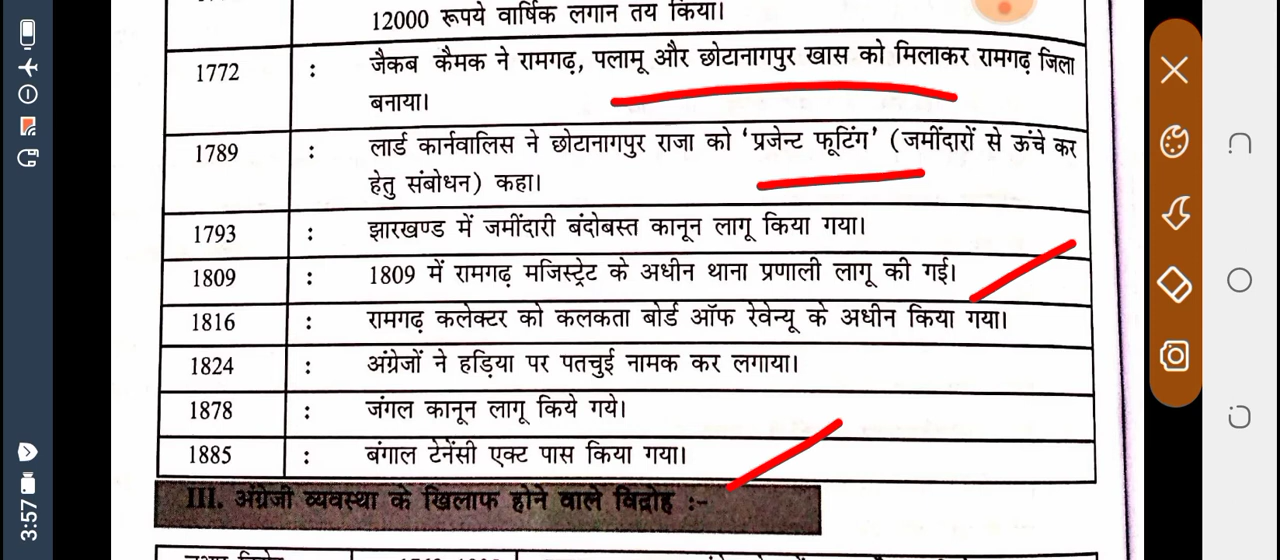 12000 रूपये वार्षिक लगान तय किया।
1772 : जैकब कैमक ने रामगढ़, पलामू और छोटानागपुर खास को मिलाकर रामगढ़ जिला
बनाया।
1789 : लार्ड कार्नवालिस ने छोटानागपुर राजा को 'प्रजेन्ट फूटिंग' (जमींदारों से ऊंचे कर
हेतु संबोधन) कहा।
1793 : झारखण्ड में जमींदारी बंदोबस्त कानून लागू किया गया।
1809 : 1809 में रामगढ़ मजिस्ट्रेट के अधीन थाना प्रणाली लागू की गई।
1816 : रामगढ़ कलेक्टर को कलकता बोर्ड ऑफ रेवेन्यू के अधीन किया गया।
1824 : अंग्रेजों ने हड़िया पर पतचुई नामक कर लगाया।
1878 : जंगल कानून लागू किये गये।
1885 : बंगाल टेनेंसी एक्ट पास किया गया।
III. अंग्रेजी व्यवस्था के खिलाफ होने वाले विद्रोह :-
3:57